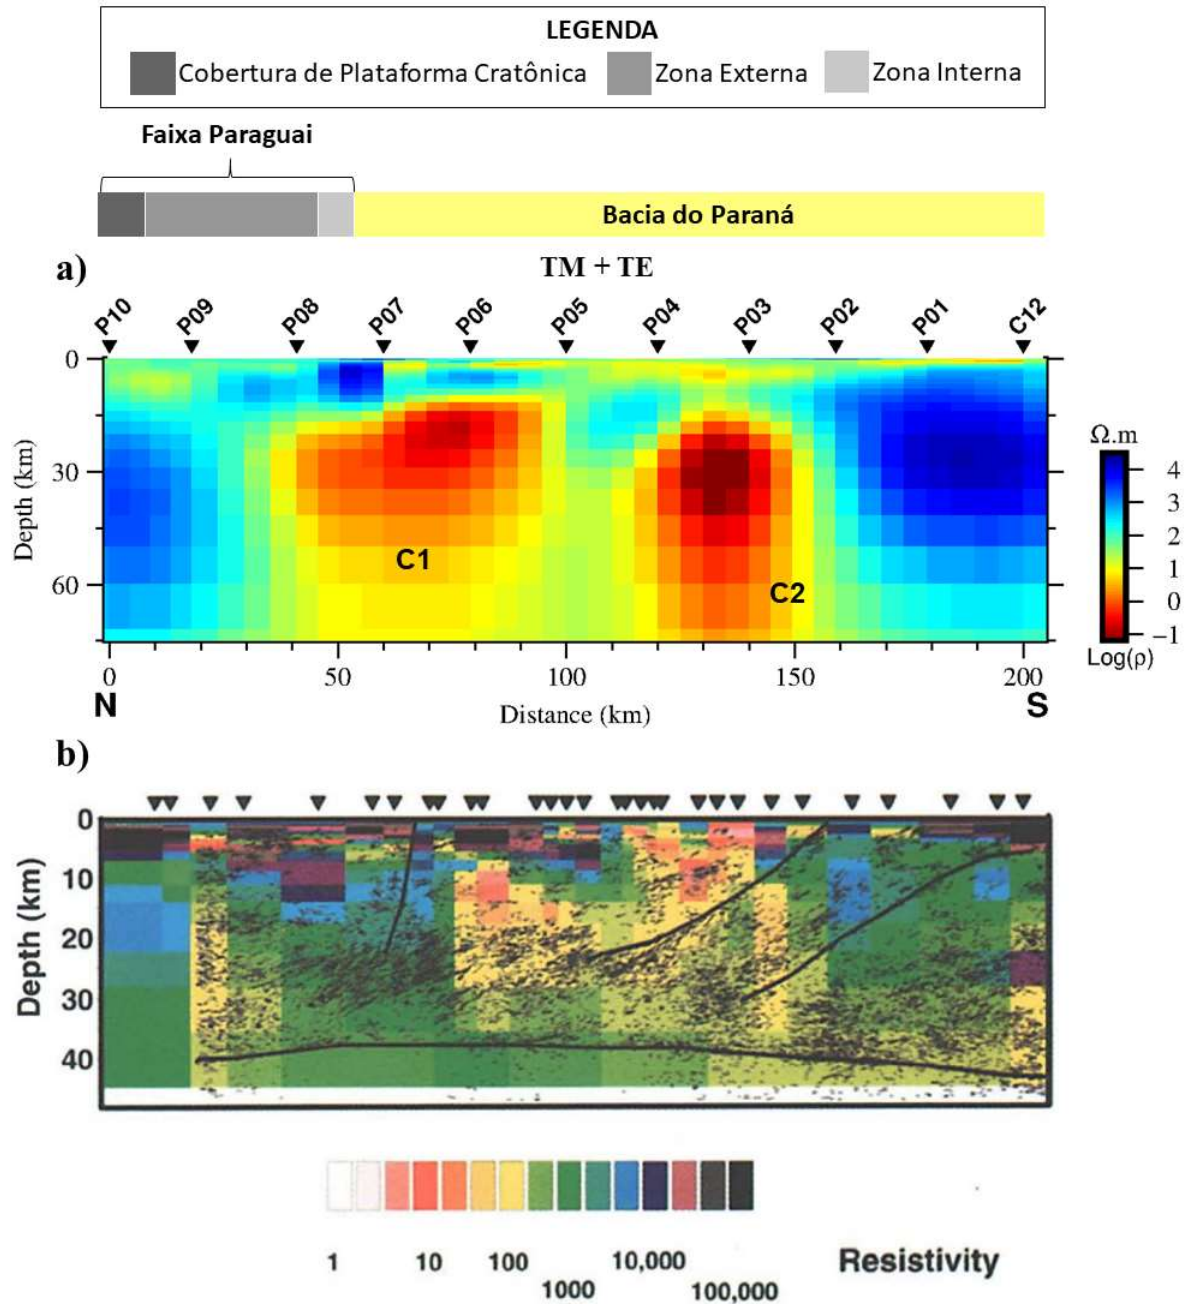 LEGENDA
Cobertura de Plataforma Cratônica Zona Externa Zona Interna
Faixa Paraguai
Bacia do Paraná
a) TM + TE
P10 P09 P08 P07 P06 P05 P04 P03 P02 P01 C12
0
30
60
Depth (km)
C1
C2
Ω.m
4
3
2
1
0
−1
Log(ρ)
0 50 100 150 200
N Distance (km) S
b)
0
10
20
30
40
Depth (km)
1 10 100 1000 10,000 100,000
Resistivity